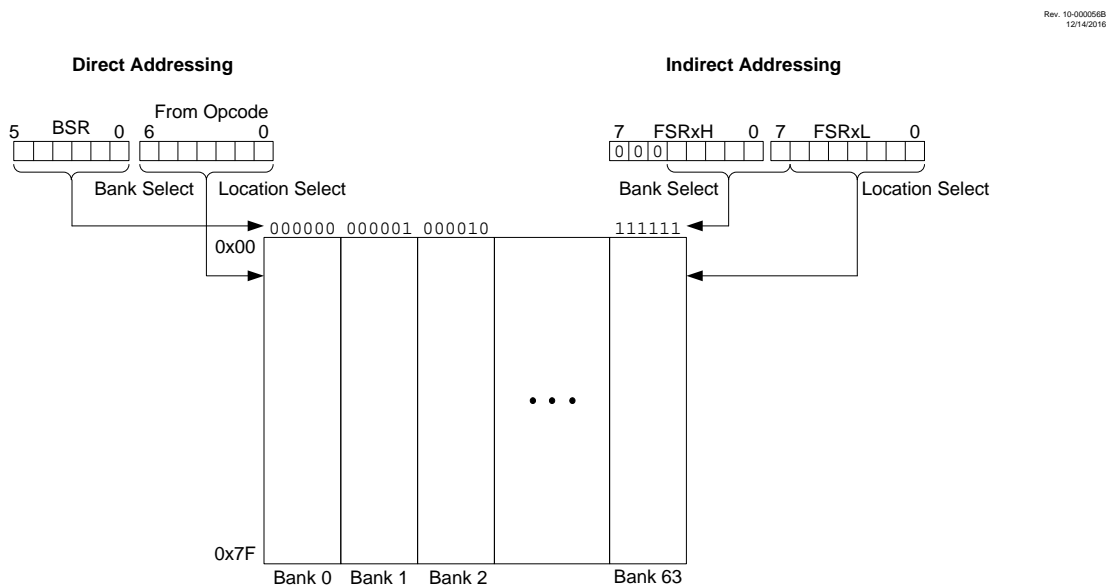 Rev. 10-000056B
12/14/2016
Direct Addressing
Indirect Addressing
From Opcode
5 BSR 0 6 0
7 FSRxH 0 7 FSRxL 0
0 0 0
Bank Select Location Select
Bank Select Location Select
000000 000001 000010 111111
0x00
0x7F
Bank 0 Bank 1 Bank 2 Bank 63